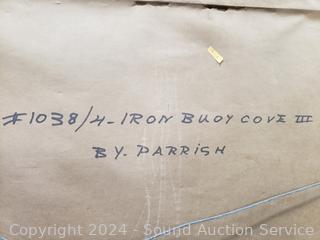 #1038/4-IRON BUOY COVE III
BY. PARRISH
Copyright 2024 - Sound Auction Service